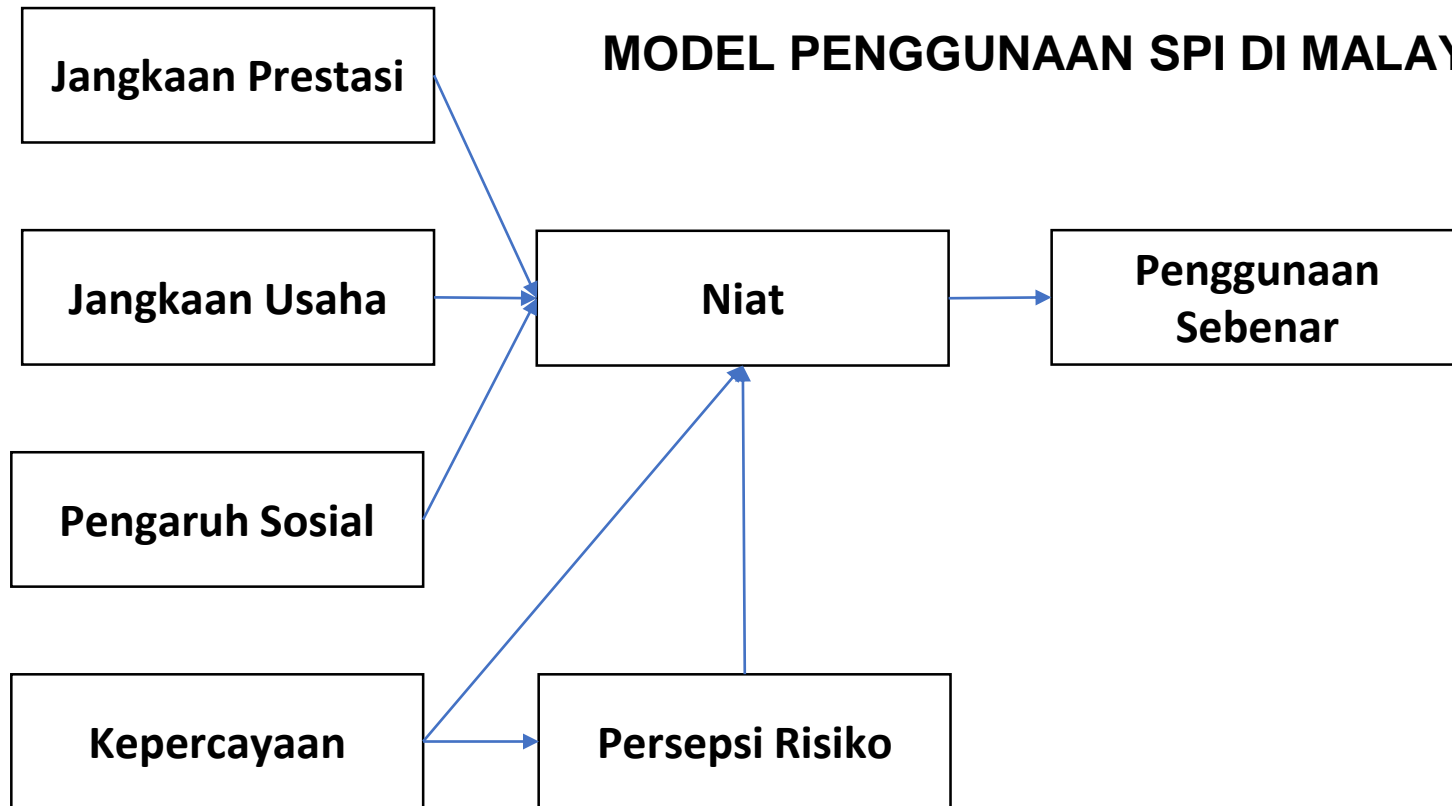 MODEL PENGGUNAAN SPI DI MALAY
Jangkaan Prestasi
Jangkaan Usaha
Niat
Penggunaan
Sebenar
Pengaruh Sosial
Kepercayaan
Persepsi Risiko